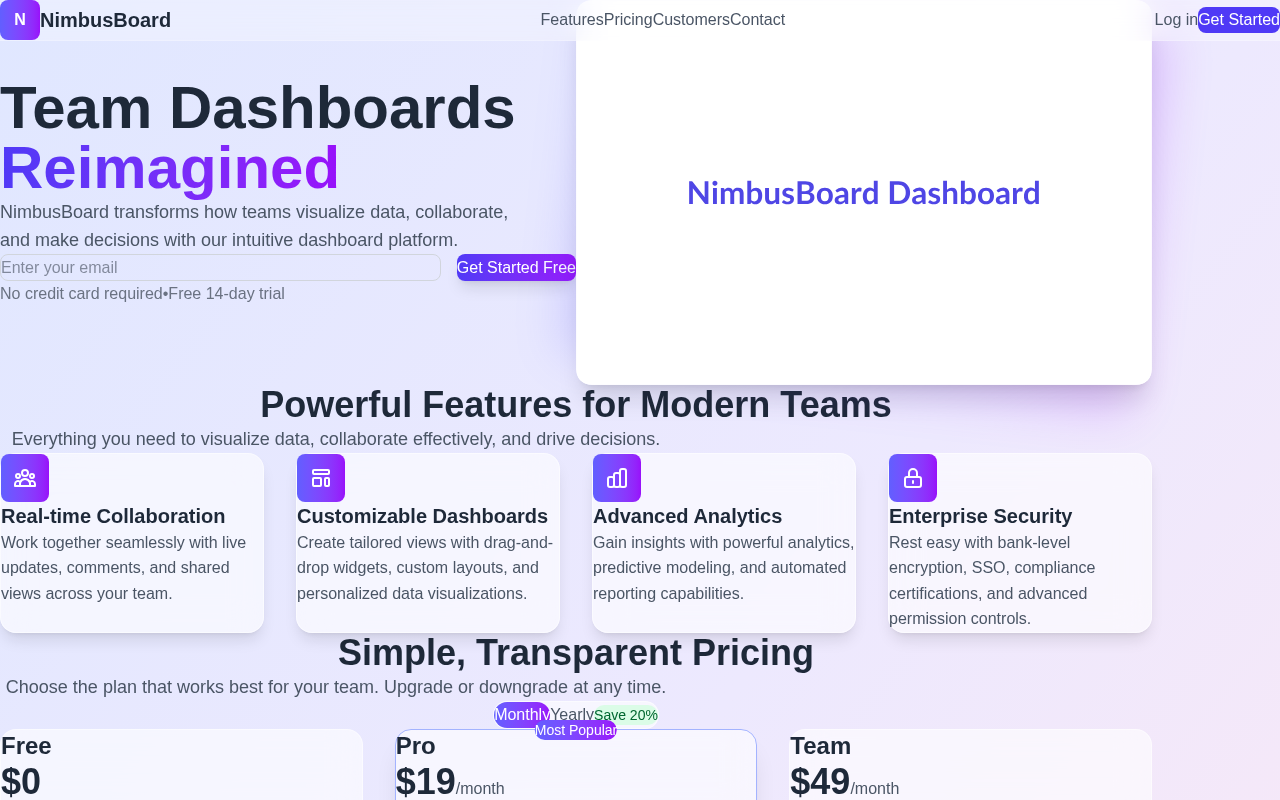 N NimbusBoard
Features Pricing Customers Contact
Log in Get Started
Team Dashboards
Reimagined
NimbusBoard transforms how teams visualize data, collaborate,
and make decisions with our intuitive dashboard platform.
Enter your email Get Started Free
No credit card required•Free 14-day trial
NimbusBoard Dashboard
Powerful Features for Modern Teams
Everything you need to visualize data, collaborate effectively, and drive decisions.
Real-time Collaboration
Work together seamlessly with live
updates, comments, and shared
views across your team.
Customizable Dashboards
Create tailored views with drag-and-
drop widgets, custom layouts, and
personalized data visualizations.
Advanced Analytics
Gain insights with powerful analytics,
predictive modeling, and automated
reporting capabilities.
Enterprise Security
Rest easy with bank-level
encryption, SSO, compliance
certifications, and advanced
permission controls.
Simple, Transparent Pricing
Choose the plan that works best for your team. Upgrade or downgrade at any time.
Monthly Yearly Save 20%
Free
$0
Most Popular
Pro
$19/month
Team
$49/month